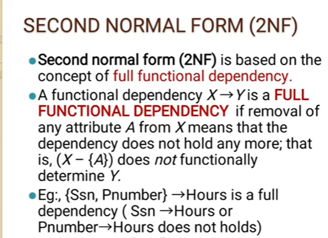 SECOND NORMAL FORM (2NF)
●Second normal form (2NF) is based on the
concept of full functional dependency.
●A functional dependency X→Y is a FULL
FUNCTIONAL DEPENDENCY if removal of
any attribute A from X means that the
dependency does not hold any more; that
is, (X – {A}) does not functionally
determine Y.
●Eg:, {Ssn, Pnumber} →Hours is a full
dependency ( Ssn →Hours or
Pnumber→Hours does not holds)